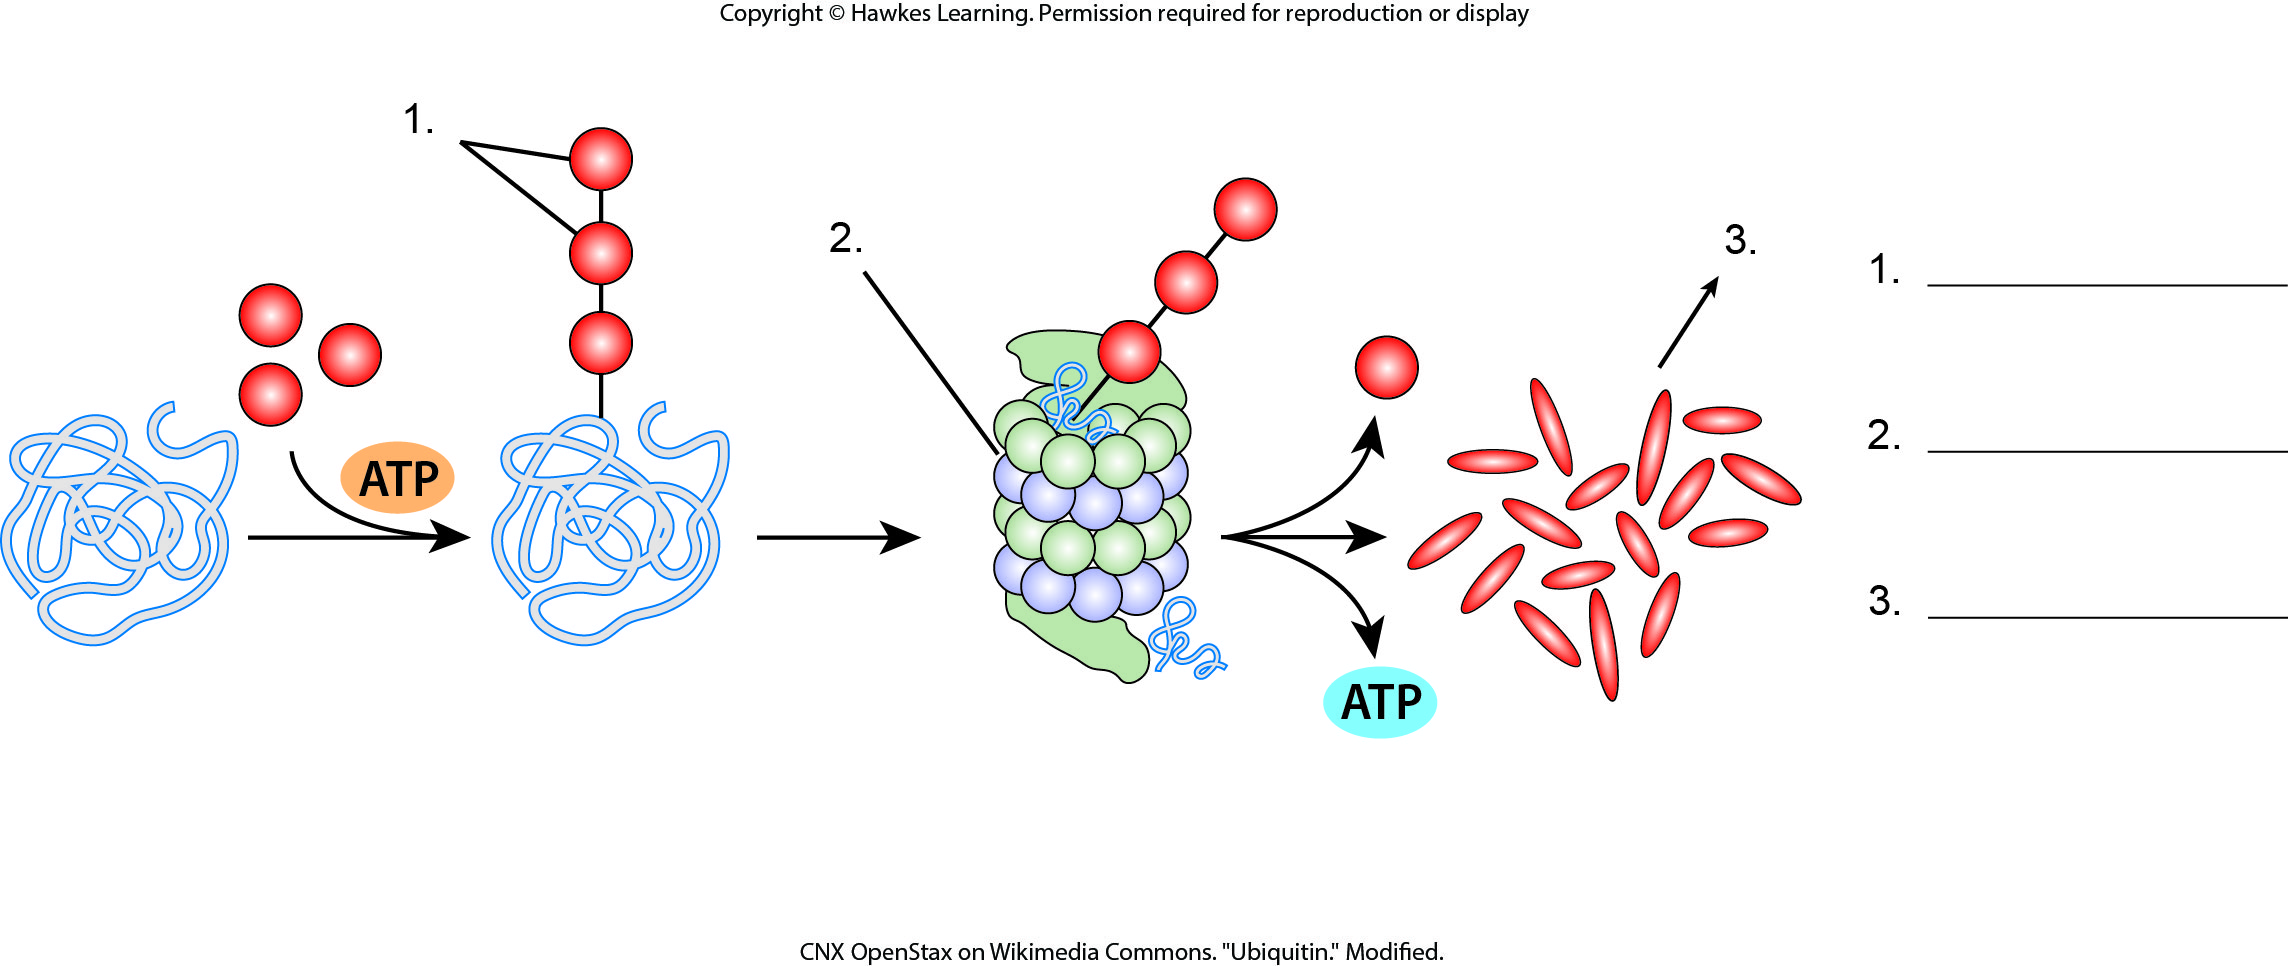 Copyright © Hawkes Learning. Permission required for reproduction or display
1.
2.
3.
ATP
ATP
1.
2.
3.
CNX OpenStax on Wikimedia Commons. "Ubiquitin." Modified.